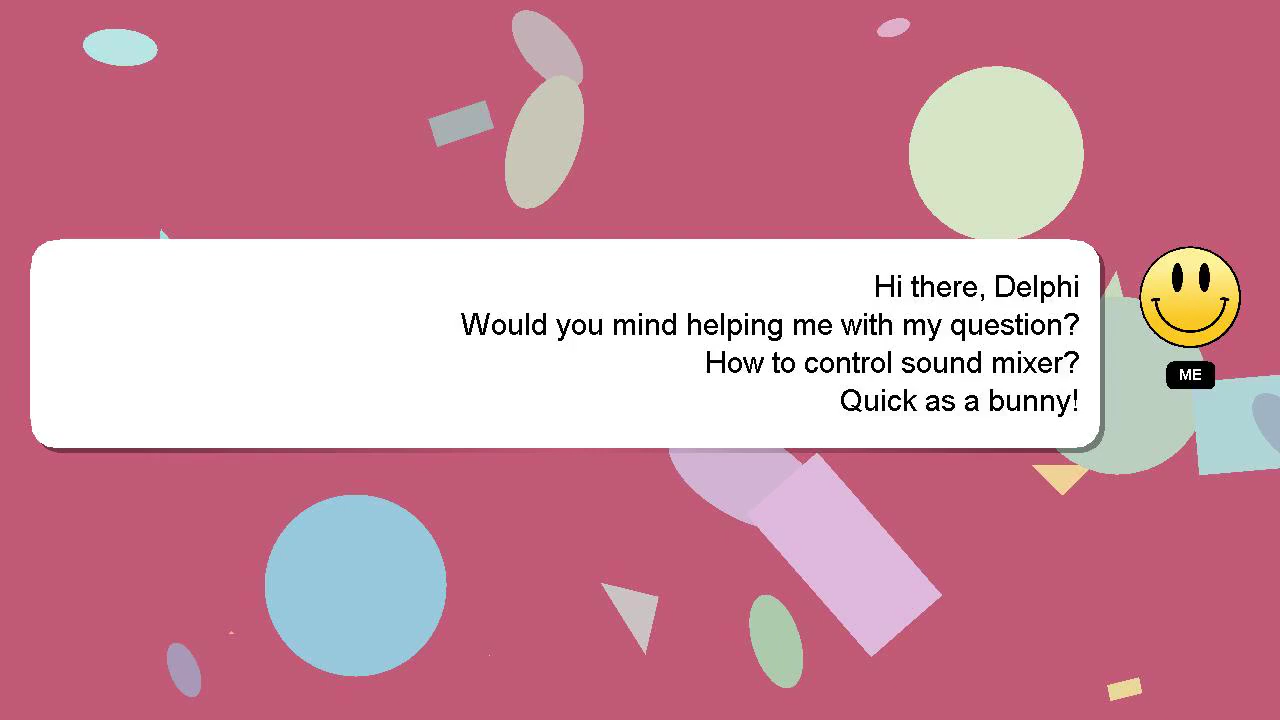 Hi there, Delphi
Would you mind helping me with my question?
How to control sound mixer?
Quick as a bunny!
ME